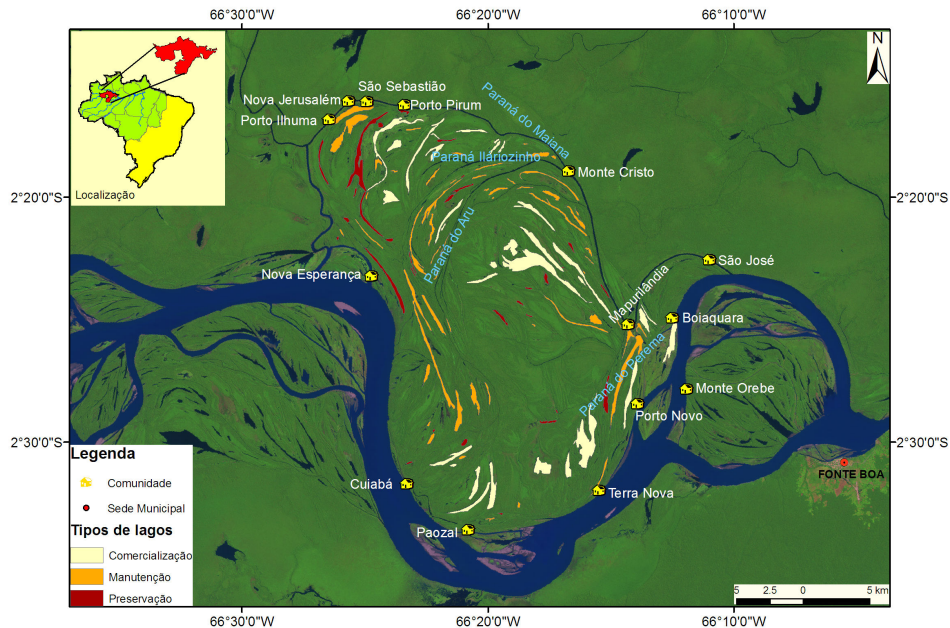 66°30'0"W
66°20'0"W
66°10'0"W
N
Localização
São Sebastião
Nova Jerusalém
Porto Pirum
Porto Ilhuma
Paraná do Maiana
Paraná Iláriozinho
Monte Cristo
2°20'0"S
2°20'0"S
Paraná do Aru
Nova Esperança
São José
Mapurilândia
Boiaquara
Paraná do Perema
Monte Orebe
Porto Novo
2°30'0"S
2°30'0"S
Legenda
Comunidade
Sede Municipal
Tipos de lagos
Comercialização
Manutenção
Preservação
Cuiabá
Terra Nova
Paozal
FONTE BOA
5 2.5 0 5 km
66°30'0"W
66°20'0"W
66°10'0"W